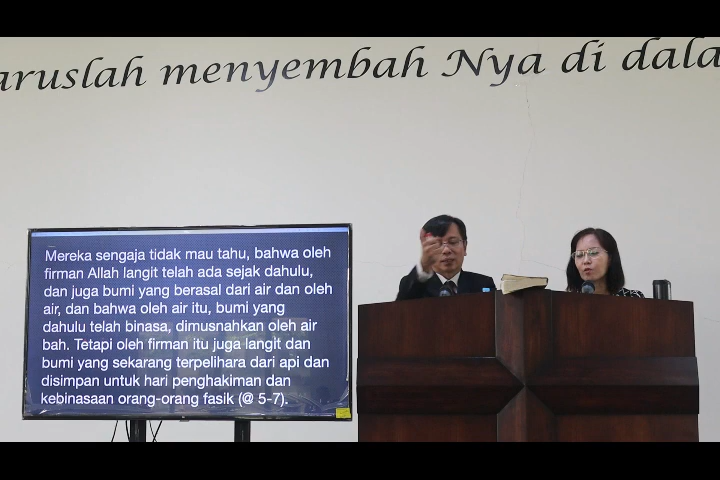 aruslah menyembah Nya di dala
Mereka sengaja tidak mau tahu, bahwa oleh
firman Allah langit telah ada sejak dahulu,
dan juga bumi yang berasal dari air dan oleh
air, dan bahwa oleh air itu, bumi yang
dahulu telah binasa, dimusnahkan oleh air
bah. Tetapi oleh firman itu juga langit dan
bumi yang sekarang terpelihara dari api dan
disimpan untuk hari penghakiman dan
kebinasaan orang-orang fasik (@ 5-7).